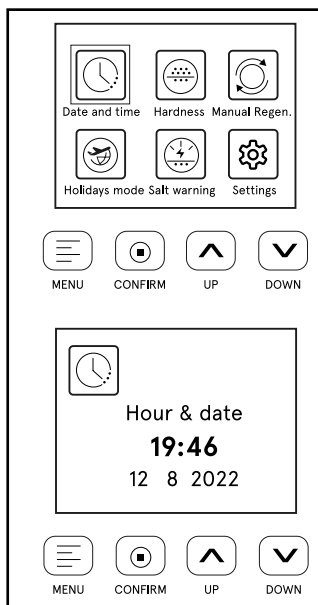 Date and time Hardness Manual Regen.
Holidays mode Salt warning Settings
MENU CONFIRM UP DOWN
Hour & date
19:46
12 8 2022
MENU CONFIRM UP DOWN